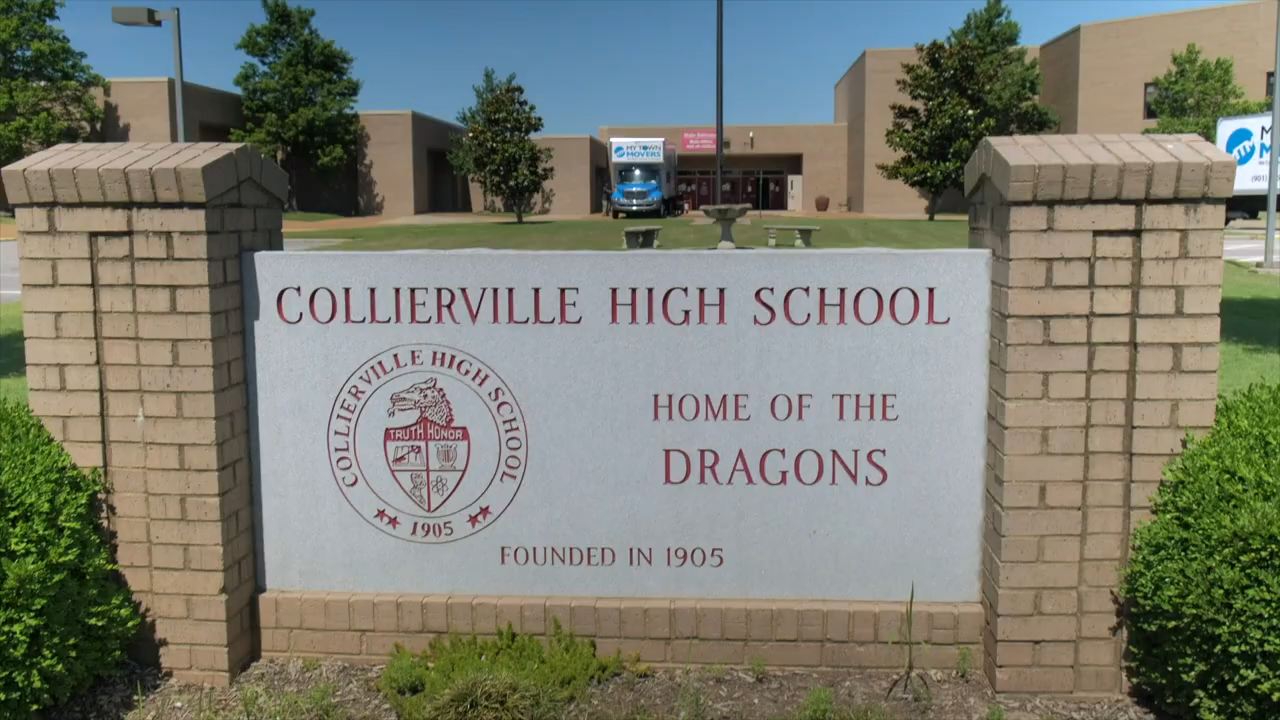 MY TOWN
MOVERS
COLLIERVILLE HIGH SCHOOL
COLLIERVILLE HIGH SCHOOL
TRUTH HONOR
1905
HOME OF THE
DRAGONS
FOUNDED IN 1905
(901)